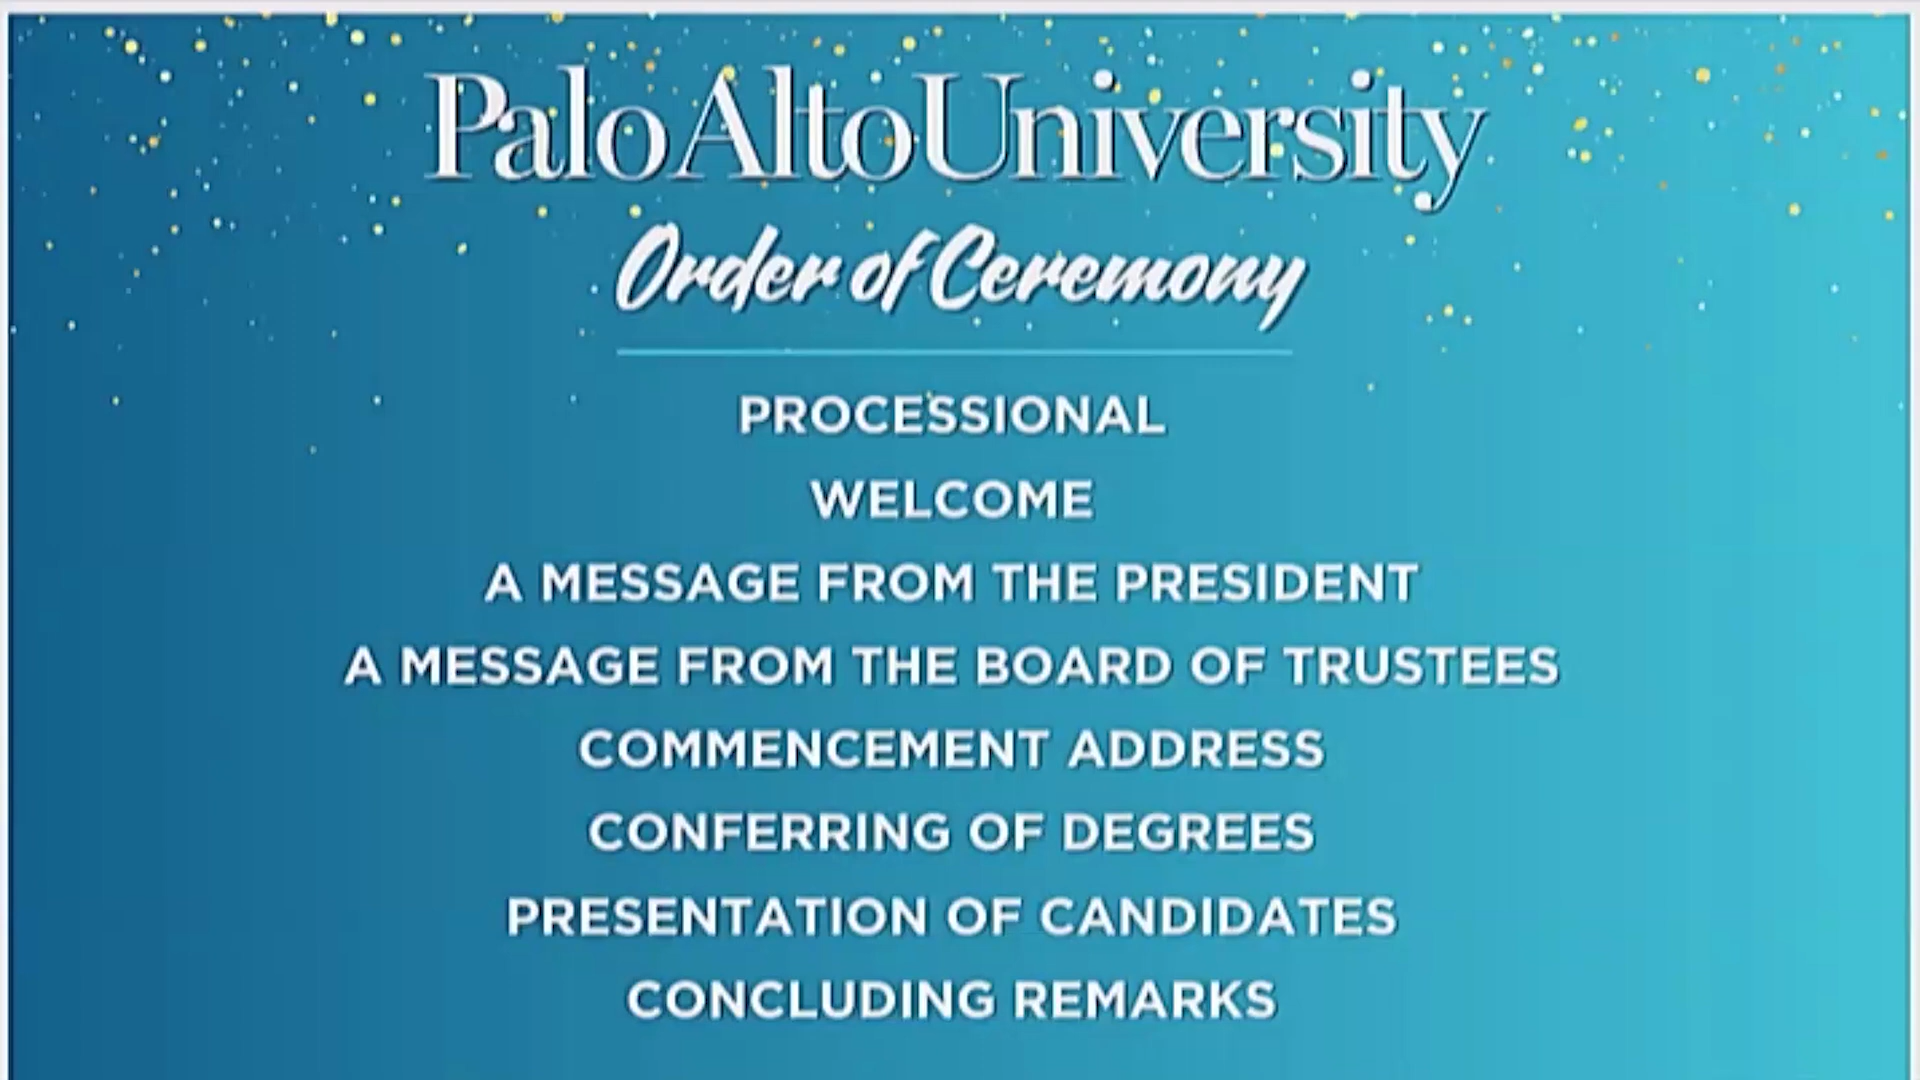 Palo Alto University
Order of Ceremony
PROCESSIONAL
WELCOME
A MESSAGE FROM THE PRESIDENT
A MESSAGE FROM THE BOARD OF TRUSTEES
COMMENCEMENT ADDRESS
CONFERRING OF DEGREES
PRESENTATION OF CANDIDATES
CONCLUDING REMARKS